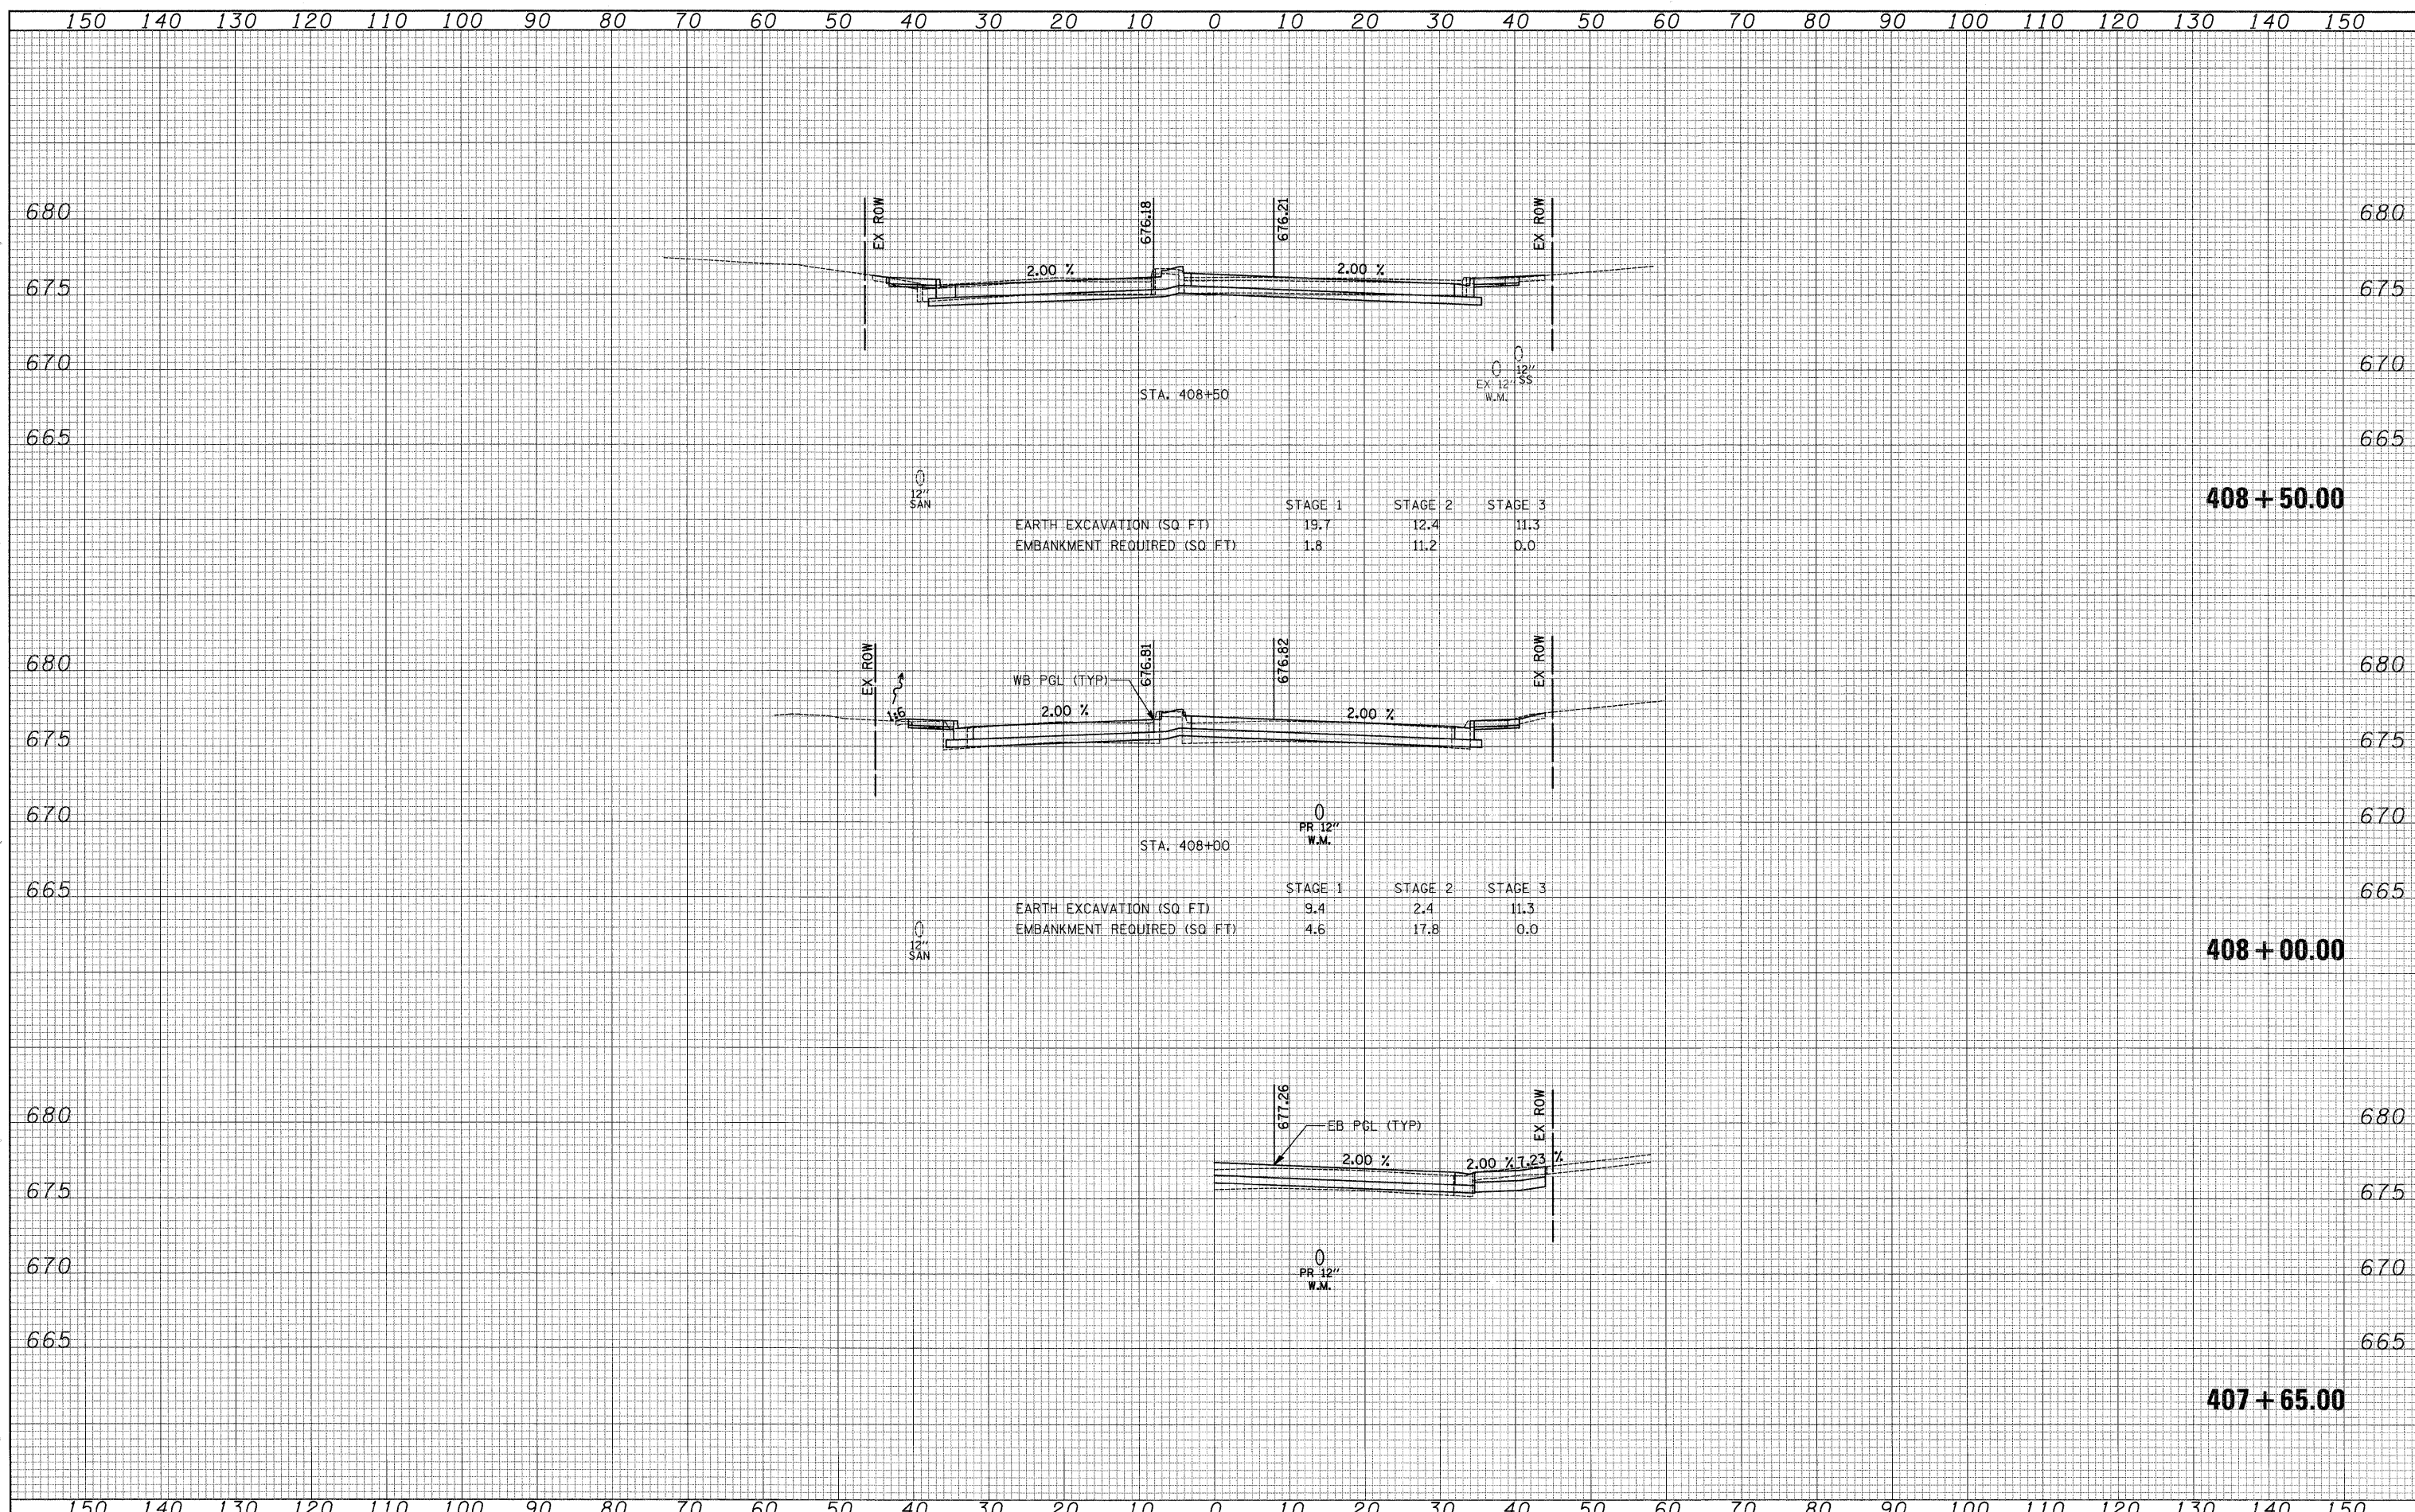 150 140 130 120 110 100 90 80 70 60 50 40 30 20 10 0 10 20 30 40 50 60 70 80 90 100 110 120 130 140 150
EX ROW 676.18 676.21 EX ROW
680 680
2.00 % 2.00 %
675 675
670 670
12"
SS
EX 12"
W.M.
STA. 408+50
665 665
12"
SAN
408 + 50.00
STAGE 1 STAGE 2 STAGE 3
EARTH EXCAVATION (SQ FT) 19.7 12.4 11.3
EMBANKMENT REQUIRED (SQ FT) 1.8 11.2 0.0
EX ROW 676.81 676.82 EX ROW
680 680
WB PGL (TYP)
1:6 2.00 % 2.00 %
675 675
670 670
PR 12"
W.M.
STA. 408+00
665 665
STAGE 1 STAGE 2 STAGE 3
EARTH EXCAVATION (SQ FT) 9.4 2.4 11.3
EMBANKMENT REQUIRED (SQ FT) 4.6 17.8 0.0
12"
SAN
408 + 00.00
677.26 EX ROW
680 680
EB PGL (TYP)
2.00 % 2.00 % 7.23 %
675 675
670 670
PR 12"
W.M.
665 665
407 + 65.00
150 140 130 120 110 100 90 80 70 60 50 40 30 20 10 0 10 20 30 40 50 60 70 80 90 100 110 120 130 140 150